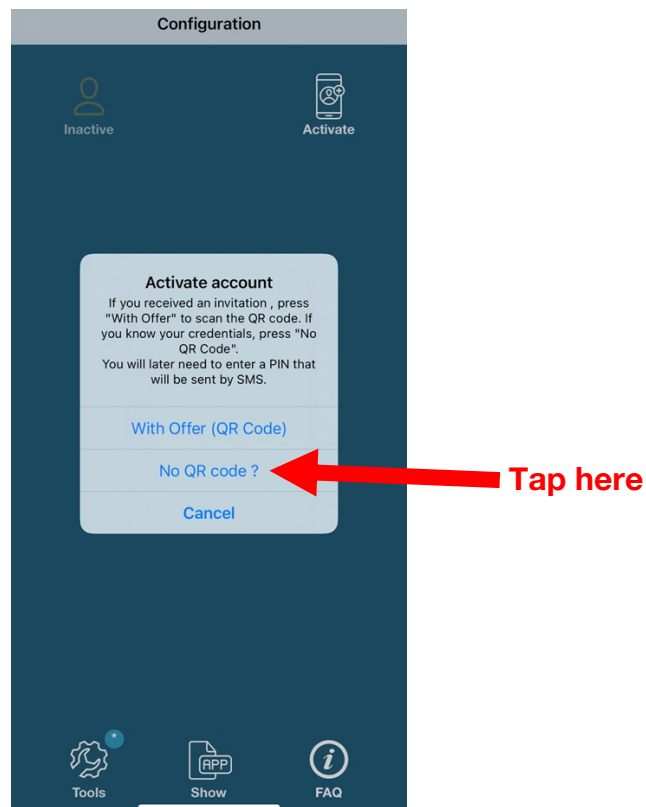 Configuration
Inactive
Activate
Activate account
If you received an invitation , press
"With Offer" to scan the QR code. If
you know your credentials, press "No
QR Code".
You will later need to enter a PIN that
will be sent by SMS.
With Offer (QR Code)
No QR code ?
Tap here
Cancel
*
APP
Tools
Show
FAQ